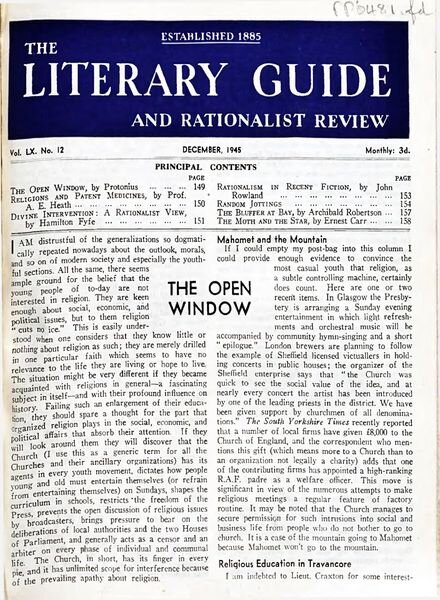 ESTABLISHED 1885
THE
LITERARY GUIDE
AND RATIONALIST REVIEW
Vol. LX. No. 12 DECEMBER, 1945 Monthly: 3d.
PRINCIPAL CONTENTS
PAGE
THE OPEN WINDOW, by Protonius ... ... ... 149
RELIGIONS AND PATENT MEDICINES, by Prof.
A. E. Heath ... ... ... ... ... ... ... 150
DIVINE INTERVENTION: A RATIONALIST VIEW,
by Hamilton Fyfe ... ... ... ... ... 151
PAGE
RATIONALISM IN RECENT FICTION, by John
Rowland ... ... ... ... ... ... ... 153
RANDOM JOTTINGS ... ... ... ... ... 154
THE BLUFFER AT BAY, by Archibald Robertson ... 157
THE MOTH AND THE STAR, by Ernest Carr ... ... 158
THE OPEN
WINDOW
I AM distrustful of the generalizations so dogmati-
cally repeated nowadays about the outlook, morals,
and so on of modern society and especially the youth-
ful sections. All the same, there seems
ample ground for the belief that the
young people of to-day are not
interested in religion. They are keen
enough about social, economic, and
political issues, but to them religion
"cuts no ice." This is easily under-
stood when one considers that they know little or
nothing about religion as such; they are merely drilled
in one particular faith which seems to have no
relevance to the life they are living or hope to live.
The situation might be very different if they became
acquainted with religions in general—a fascinating
subject in itself—and with their profound influence on
history. Failing such an enlargement of their educa-
tion, they should spare a thought for the part that
organized religion plays in the social, economic, and
political affairs that absorb their attention. If they
will look around them they will discover that the
Church (I use this as a generic term for all the
Churches and their ancillary organizations) has its
agents in every youth movement, dictates how people
young and old must entertain themselves (or refrain
from entertaining themselves) on Sundays, shapes the
curriculum in schools, restricts the freedom of the
Press, prevents the open discussion of religious issues
by broadcasters, brings pressure to bear on the
deliberations of local authorities and the two Houses
of Parliament, and generally acts as a censor and an
arbiter on every phase of individual and communal
life. The Church, in short, has its finger in every
pie, and it has unlimited scope for interference because
of the prevailing apathy about religion.
Mahomet and the Mountain
If I could empty my post-bag into this column I
could provide enough evidence to convince the
most casual youth that religion, as
a subtle controlling machine, certainly
does count. Here are one or two
recent items. In Glasgow the Presby-
tery is arranging a Sunday evening
entertainment in which light refresh-
ments and orchestral music will be
accompanied by community hymn-singing and a short
"epilogue." London brewers are planning to follow
the example of Sheffield licensed victuallers in hold-
ing concerts in public houses; the organizer of the
Sheffield enterprise says that "the Church was
quick to see the social value of the idea, and at
nearly every concert the artist has been introduced
by one of the leading priests in the district. We have
been given support by churchmen of all denomina-
tions." The South Yorkshire Times recently reported
that a number of local firms have given £8,000 to the
Church of England, and the correspondent who men-
tions this gift (which means more to a Church than to
an organization not legally a charity) adds that one
of the contributing firms has appointed a high-ranking
R.A.F. padre as a welfare officer. This move is
significant in view of the numerous attempts to make
religious meetings a regular feature of factory
routine. It may be noted that the Church manages to
secure permission for such intrusions into social and
business life from people who do not bother to go to
church. It is a case of the mountain going to Mahomet
because Mahomet won't go to the mountain.
Religious Education in Travancore
I am indebted to Lieut. Craxton for some interest-